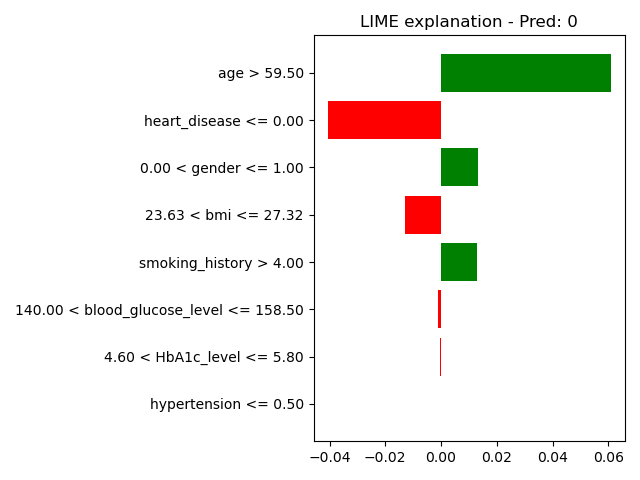 LIME explanation - Pred: 0
age > 59.50
heart_disease <= 0.00
0.00 < gender <= 1.00
23.63 < bmi <= 27.32
smoking_history > 4.00
140.00 < blood_glucose_level <= 158.50
4.60 < HbA1c_level <= 5.80
hypertension <= 0.50
−0.04 −0.02 0.00 0.02 0.04 0.06